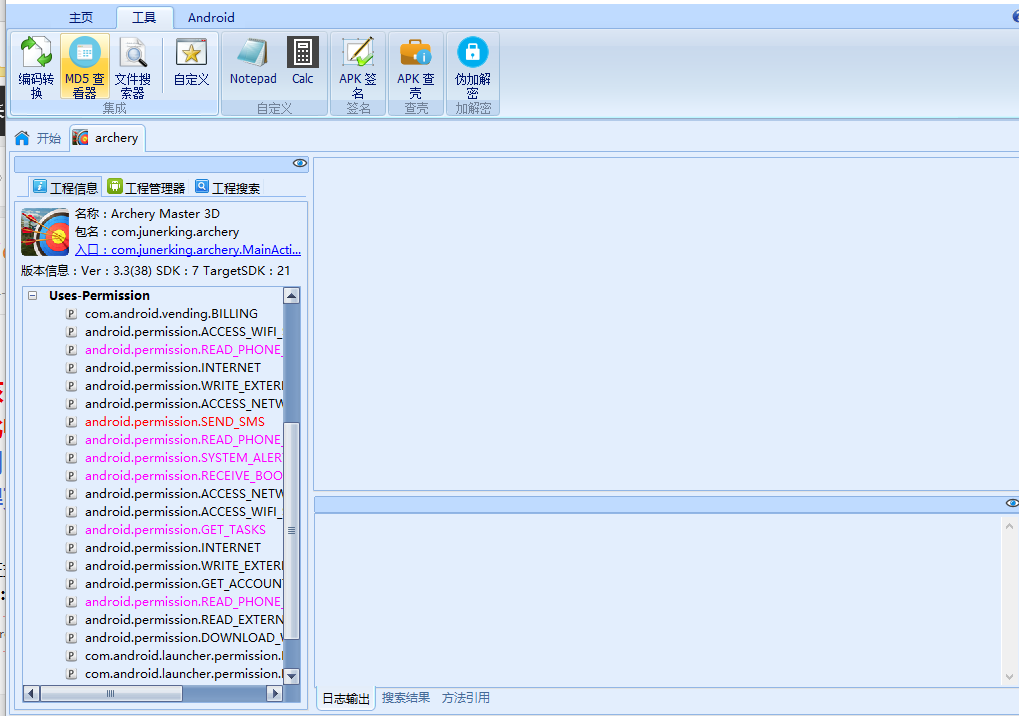 主页 工具 Android
编码转换 MD5 查看器 文件搜索器 自定义 Notepad Calc APK 签名 APK 查壳 伪加解密
集成 自定义 签名 查壳 加解密
开始 archery
工程信息 工程管理器 工程搜索
名称：Archery Master 3D
包名：com.junerking.archery
入口：com.junerking.archery.MainActi...
版本信息：Ver：3.3(38) SDK：7 TargetSDK：21
Uses-Permission
com.android.vending.BILLING
android.permission.ACCESS_WIFI_
android.permission.READ_PHONE_
android.permission.INTERNET
android.permission.WRITE_EXTERN
android.permission.ACCESS_NETW
android.permission.SEND_SMS
android.permission.READ_PHONE_
android.permission.SYSTEM_ALER
android.permission.RECEIVE_BOO
android.permission.ACCESS_NETW
android.permission.ACCESS_WIFI_
android.permission.GET_TASKS
android.permission.INTERNET
android.permission.WRITE_EXTERN
android.permission.GET_ACCOUN
android.permission.READ_PHONE_
android.permission.READ_EXTERN
android.permission.DOWNLOAD_
com.android.launcher.permission.
com.android.launcher.permission.
日志输出 搜索结果 方法引用